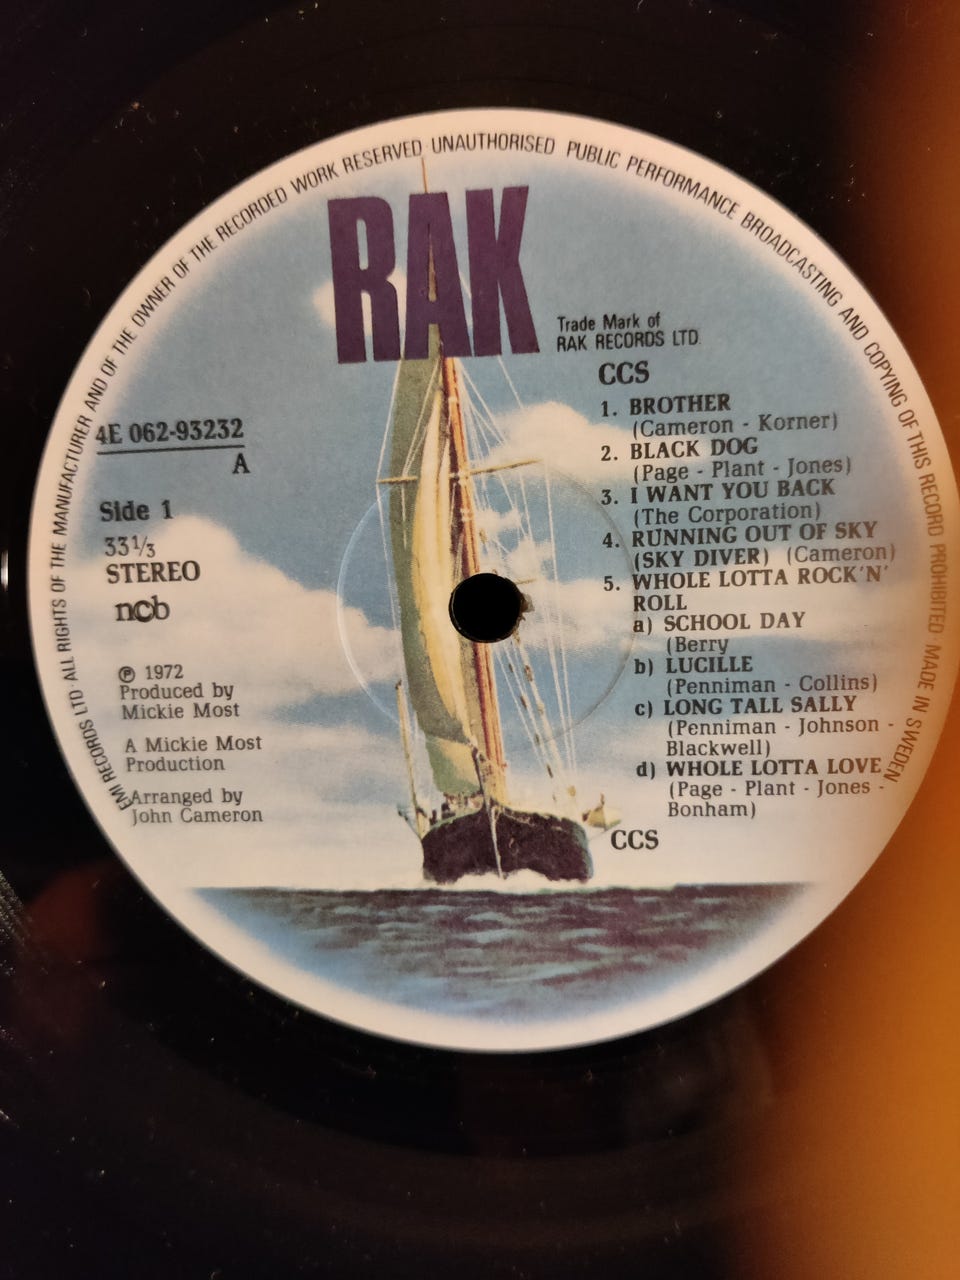 EMI RECORDS LTD ALL RIGHTS OF THE MANUFACTURER AND OF THE OWNER OF THE RECORDED WORK RESERVED · UNAUTHORISED PUBLIC PERFORMANCE BROADCASTING AND COPYING OF THIS RECORD PROHIBITED · MADE IN SWEDEN
RAK
Trade Mark of
RAK RECORDS LTD.
4E 062-93232
A
Side 1
33 1/3
STEREO
ncb
℗ 1972
Produced by
Mickie Most
A Mickie Most
Production
Arranged by
John Cameron
CCS
1. BROTHER
(Cameron - Korner)
2. BLACK DOG
(Page - Plant - Jones)
3. I WANT YOU BACK
(The Corporation)
4. RUNNING OUT OF SKY
(SKY DIVER) (Cameron)
5. WHOLE LOTTA ROCK'N'
ROLL
a) SCHOOL DAY
(Berry
b) LUCILLE
(Penniman - Collins)
c) LONG TALL SALLY
(Penniman - Johnson -
Blackwell)
d) WHOLE LOTTA LOVE
(Page - Plant - Jones -
Bonham)
CCS